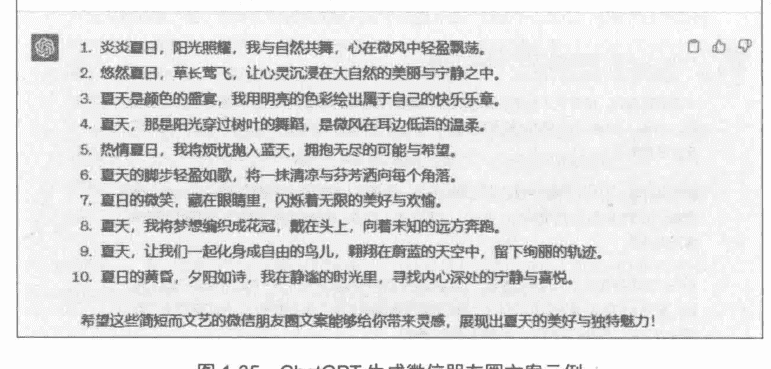 1. 炎炎夏日，阳光照耀，我与自然共舞，心在微风中轻盈飘荡。
2. 悠然夏日，草长莺飞，让心灵沉浸在大自然的美丽与宁静之中。
3. 夏天是颜色的盛宴，我用明亮的色彩绘出属于自己的快乐乐章。
4. 夏天，那是阳光穿过树叶的舞蹈，是微风在耳边低语的温柔。
5. 热情夏日，我将烦忧抛入蓝天，拥抱无尽的可能与希望。
6. 夏天的脚步轻盈如歌，将一抹清凉与芬芳洒向每个角落。
7. 夏日的微笑，藏在眼睛里，闪烁着无限的美好与欢愉。
8. 夏天，我将梦想编织成花冠，戴在头上，向着未知的远方奔跑。
9. 夏天，让我们一起化身成自由的鸟儿，翱翔在蔚蓝的天空中，留下绚丽的轨迹。
10. 夏日的黄昏，夕阳如诗，我在静谧的时光里，寻找内心深处的宁静与喜悦。
希望这些简短而文艺的微信朋友圈文案能够给你带来灵感，展现出夏天的美好与独特魅力！
图 1-35 ChatGPT 生成微信朋友圈文案示例